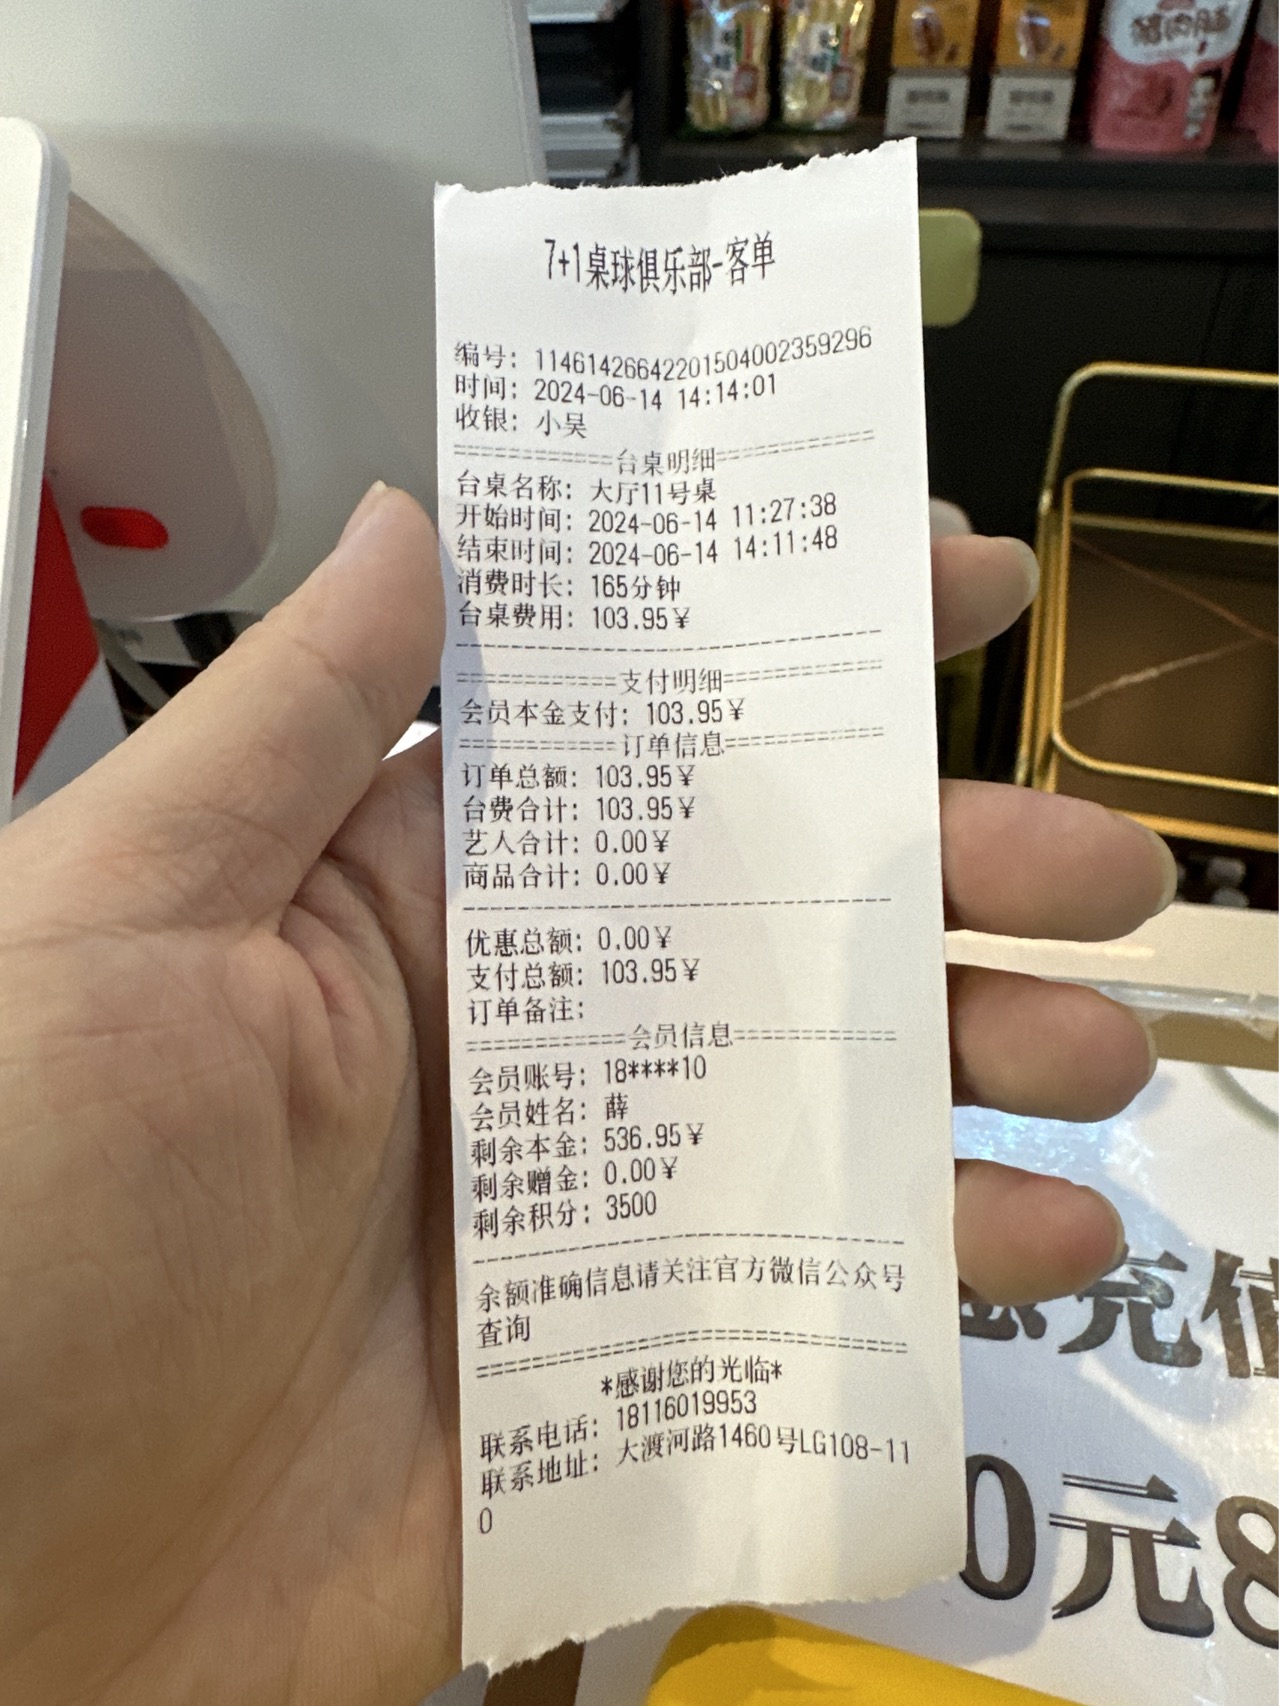 猪肉脯
7+1桌球俱乐部-客单
编号: 1146142664220150400235​9296
时间: 2024-06-14 14:14:01
收银: 小吴
============台桌明细============
台桌名称: 大厅11号桌
开始时间: 2024-06-14 11:27:38
结束时间: 2024-06-14 14:11:48
消费时长: 165分钟
台桌费用: 103.95¥
--------------------------------
============支付明细============
会员本金支付: 103.95¥
============订单信息============
订单总额: 103.95¥
台费合计: 103.95¥
艺人合计: 0.00¥
商品合计: 0.00¥
--------------------------------
优惠总额: 0.00¥
支付总额: 103.95¥
订单备注:
============会员信息============
会员账号: 18****10
会员姓名: 薛
剩余本金: 536.95¥
剩余赠金: 0.00¥
剩余积分: 3500
--------------------------------
余额准确信息请关注官方微信公众号
查询
================================
*感谢您的光临*
联系电话: 18116019953
联系地址: 大渡河路1460号LG108-11
0
充值
0元8